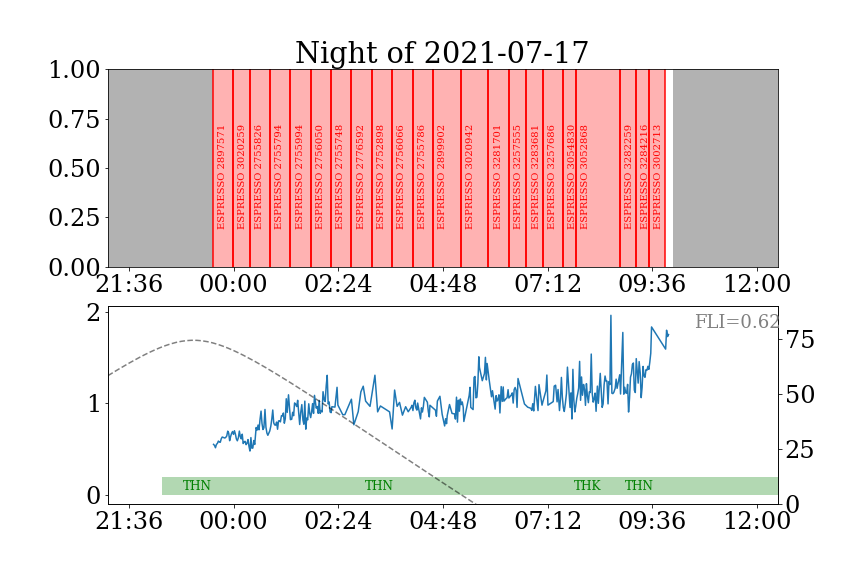 Night of 2021-07-17
1.00
0.75
0.50
0.25
0.00
ESPRESSO 2897571
ESPRESSO 3020259
ESPRESSO 2755826
ESPRESSO 2755794
ESPRESSO 2755994
ESPRESSO 2756050
ESPRESSO 2755748
ESPRESSO 2776592
ESPRESSO 2752898
ESPRESSO 2756066
ESPRESSO 2755786
ESPRESSO 2899902
ESPRESSO 3020942
ESPRESSO 3281701
ESPRESSO 3257555
ESPRESSO 3283681
ESPRESSO 3257686
ESPRESSO 3054830
ESPRESSO 3052868
ESPRESSO 3282259
ESPRESSO 3284216
ESPRESSO 3002713
21:36 00:00 02:24 04:48 07:12 09:36 12:00
2
1
0
FLI=0.62
75
50
25
0
THN THN THK THN
21:36 00:00 02:24 04:48 07:12 09:36 12:00